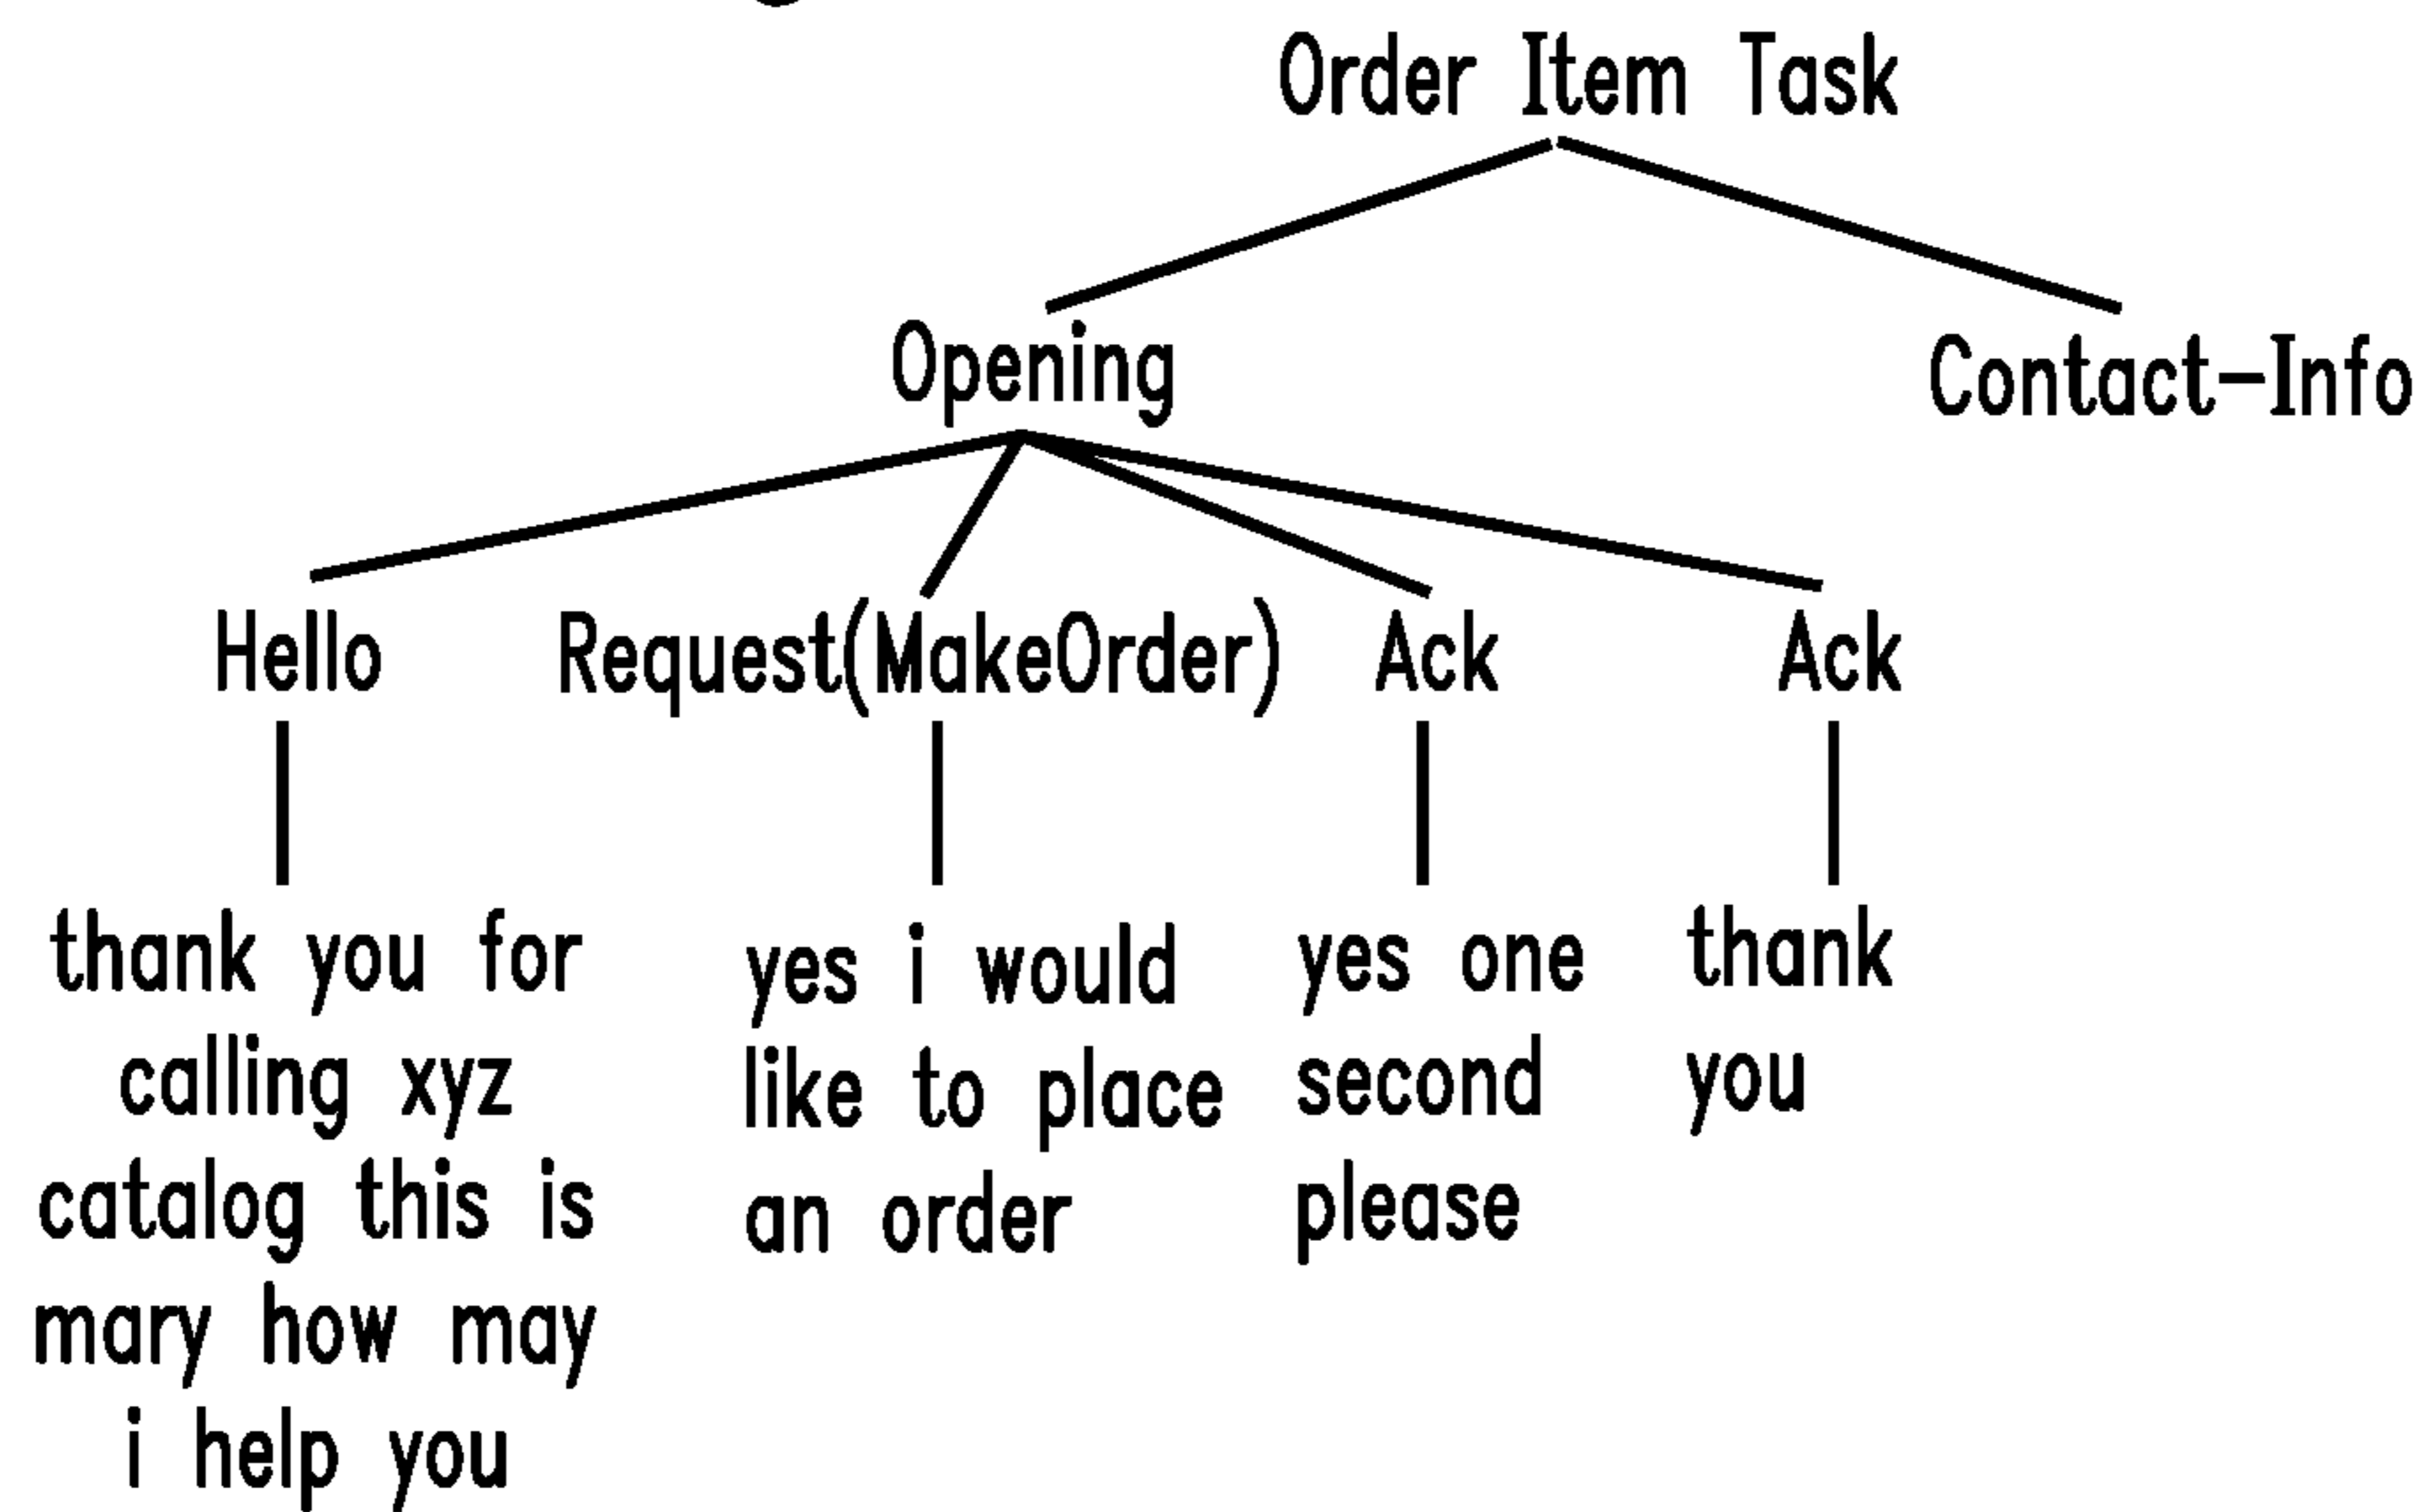 Order Item Task
Opening
Contact-Info
Hello
Request(MakeOrder)
Ack
Ack
thank you for
calling xyz
catalog this is
mary how may
i help you
yes i would
like to place
an order
yes one
second
please
thank
you